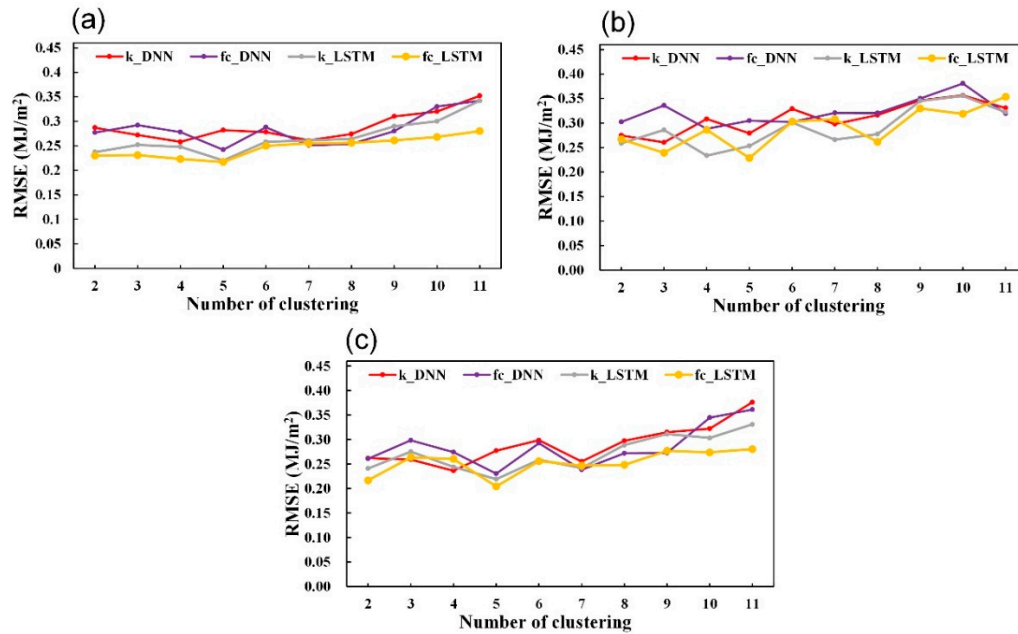 (a)
k_DNN fc_DNN k_LSTM fc_LSTM
RMSE (MJ/m²)
0.45
0.4
0.35
0.3
0.25
0.2
0.15
0.1
0.05
0
2 3 4 5 6 7 8 9 10 11
Number of clustering
(b)
k_DNN fc_DNN k_LSTM fc_LSTM
RMSE (MJ/m²)
0.45
0.40
0.35
0.30
0.25
0.20
0.15
0.10
0.05
0.00
2 3 4 5 6 7 8 9 10 11
Number of clustering
(c)
k_DNN fc_DNN k_LSTM fc_LSTM
RMSE (MJ/m²)
0.45
0.40
0.35
0.30
0.25
0.20
0.15
0.10
0.05
0.00
2 3 4 5 6 7 8 9 10 11
Number of clustering